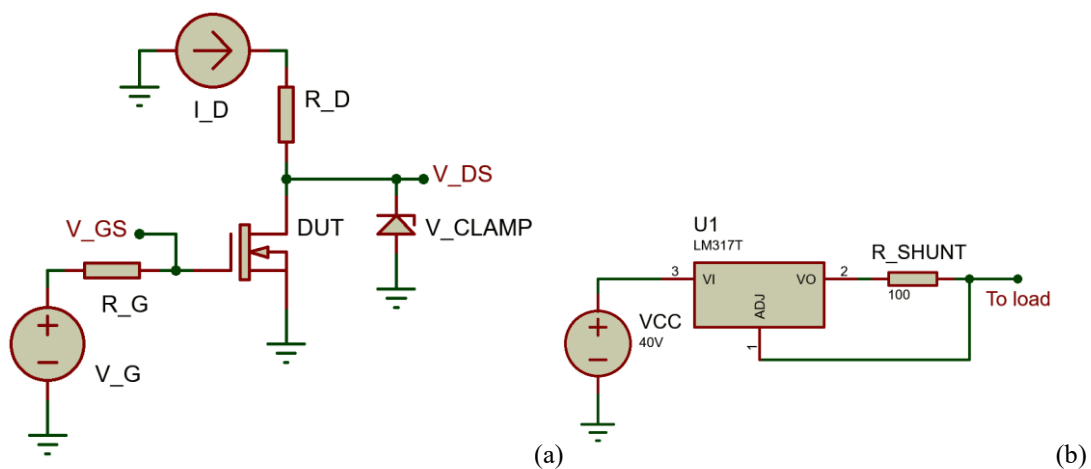 I_D
R_D
V_DS
V_GS
DUT
V_CLAMP
R_G
+
−
V_G
(a)
U1
LM317T
3
VI
VO
2
ADJ
1
R_SHUNT
100
To load
+
−
VCC
40V
(b)